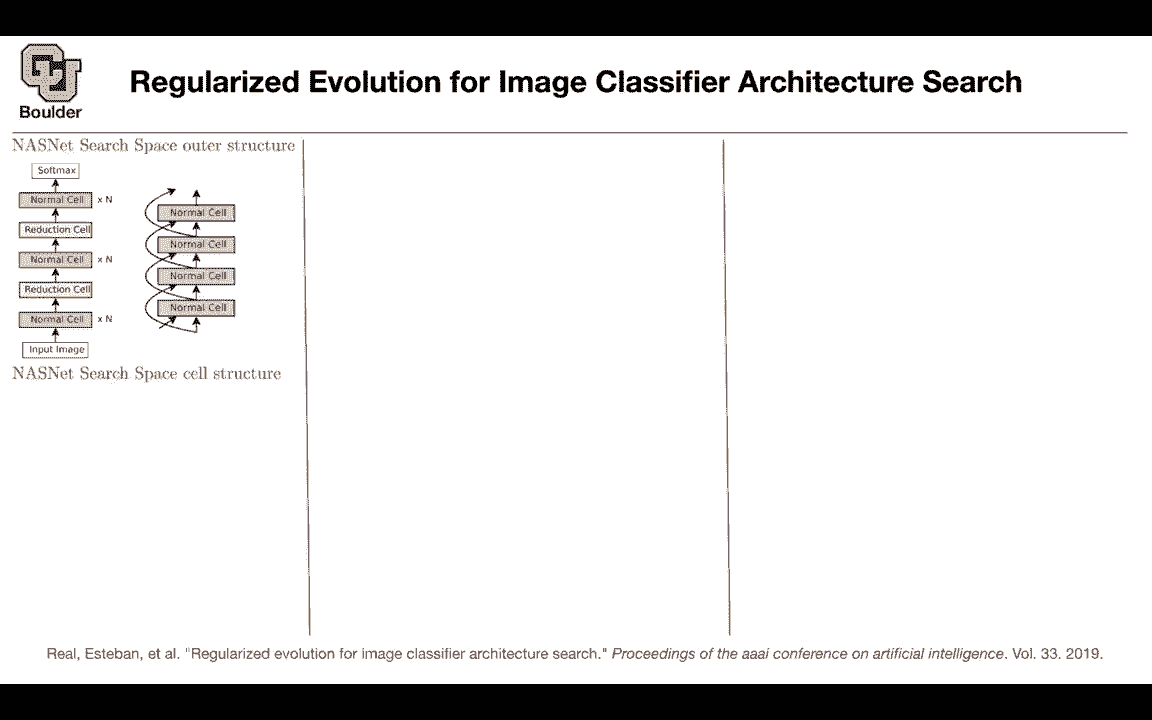 Boulder
Regularized Evolution for Image Classifier Architecture Search
NASNet Search Space outer structure
Softmax
Normal Cell x N
Reduction Cell
Normal Cell x N
Reduction Cell
Normal Cell x N
Input Image
Normal Cell
Normal Cell
Normal Cell
Normal Cell
NASNet Search Space cell structure
Real, Esteban, et al. "Regularized evolution for image classifier architecture search." Proceedings of the aaai conference on artificial intelligence. Vol. 33. 2019.